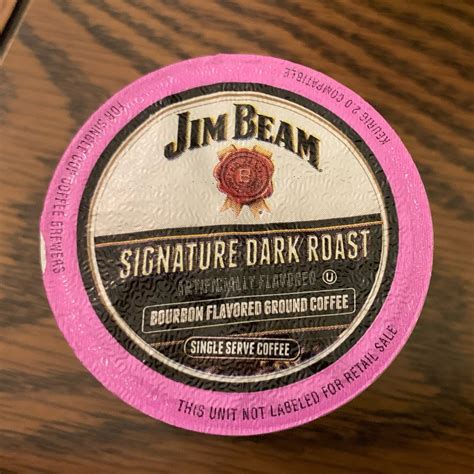 JIM BEAM
B
SIGNATURE DARK ROAST
ARTIFICIALLY FLAVORED U
BOURBON FLAVORED GROUND COFFEE
SINGLE SERVE COFFEE
FOR SINGLE CUP COFFEE BREWERS
KEURIG 2.0 COMPATIBLE
THIS UNIT NOT LABELED FOR RETAIL SALE